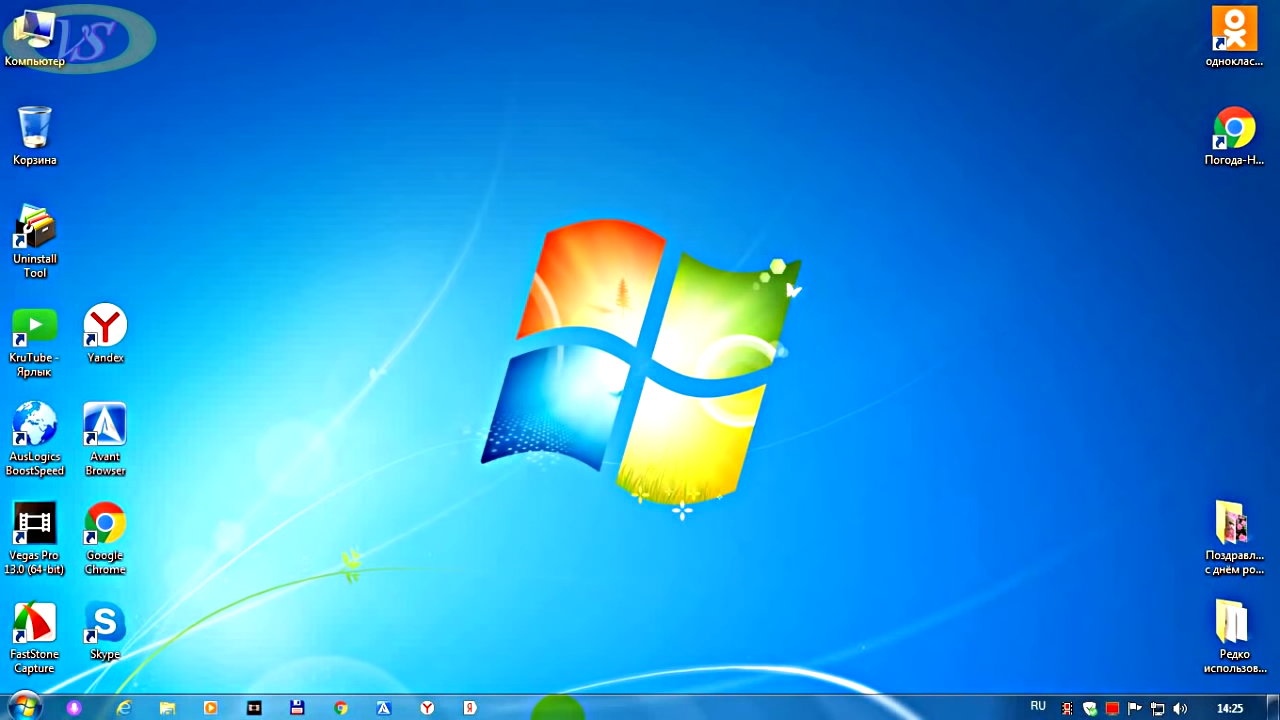 VS
Компьютер
Корзина
Uninstall
Tool
KruTube -
Ярлык
Yandex
AusLogics
BoostSpeed
Avant
Browser
Vegas Pro
13.0 (64-bit)
Google
Chrome
FastStone
Capture
Skype
одноклас...
Погода-Н...
Поздравл...
с днём ро...
Редко
использов...
RU
14:25